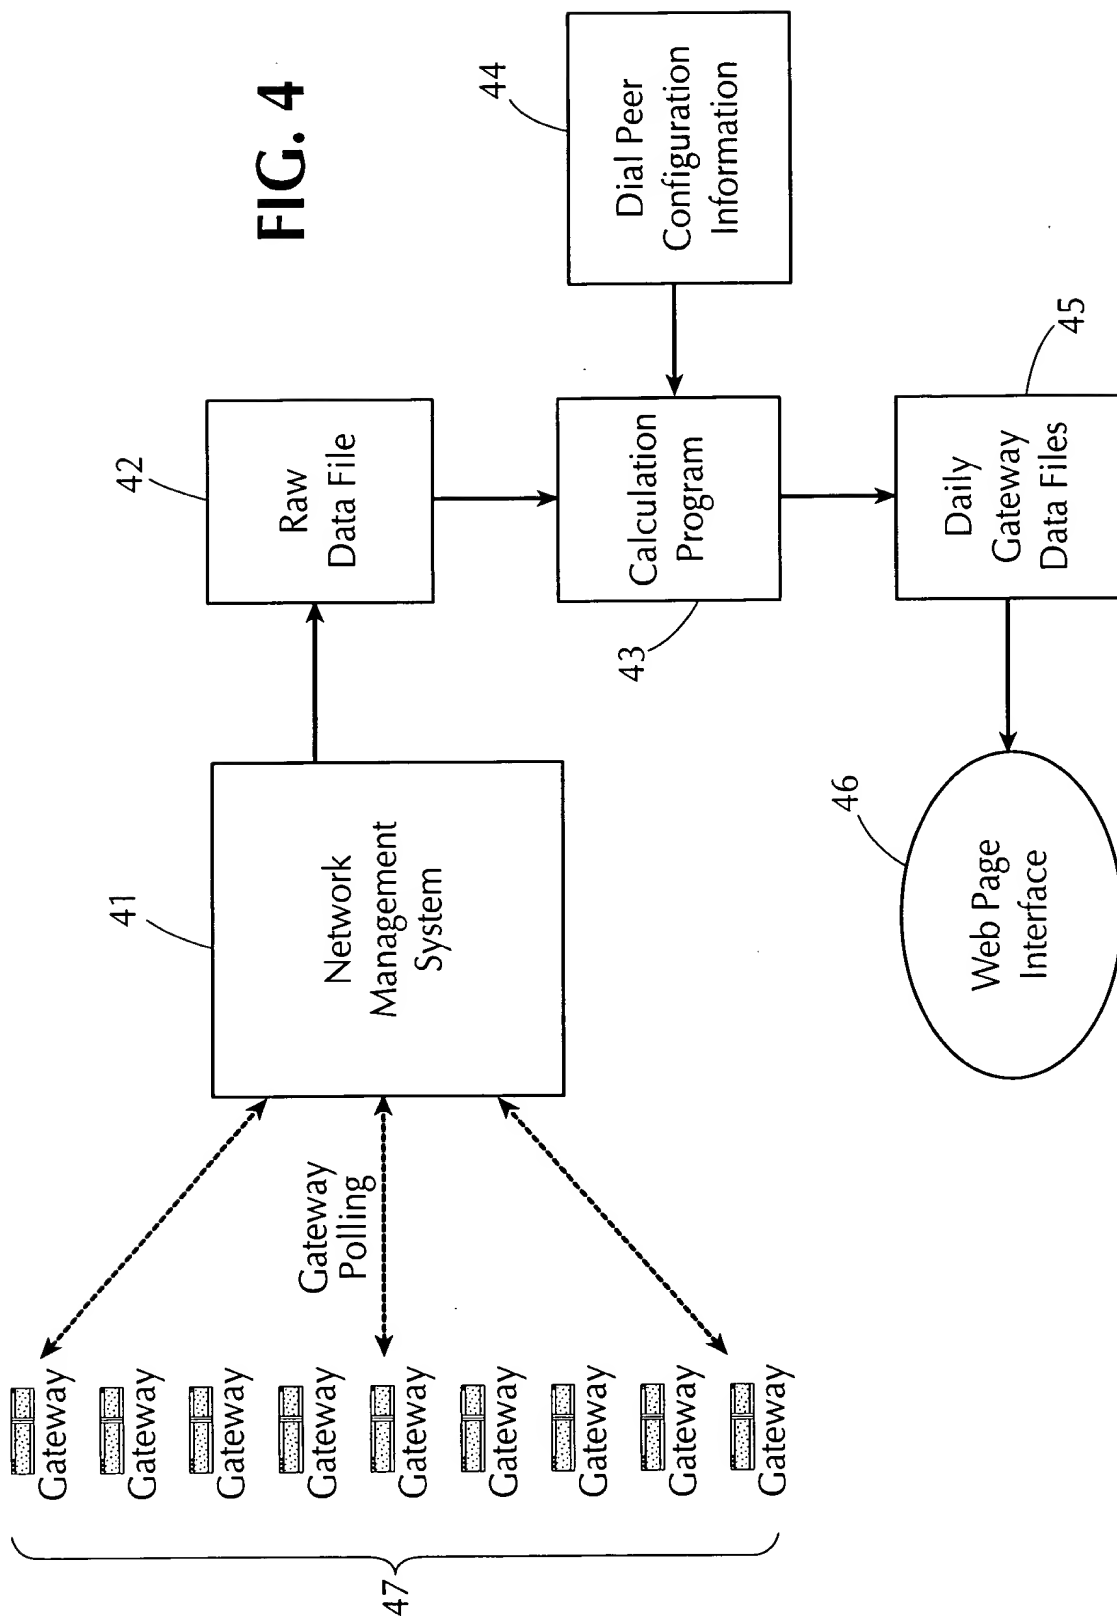 FIG. 4
47
Gateway
Gateway
Gateway
Gateway
Gateway
Gateway
Gateway
Gateway
Gateway
Gateway
Polling
41
Network
Management
System
42
Raw
Data File
43
Calculation
Program
44
Dial Peer
Configuration
Information
45
Daily
Gateway
Data Files
46
Web Page
Interface